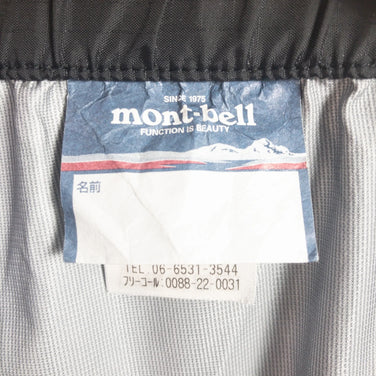 SINCE 1975
mont-bell
FUNCTION IS BEAUTY
名前
TEL 06-6531-3544
フリーコール:0088-22-0031